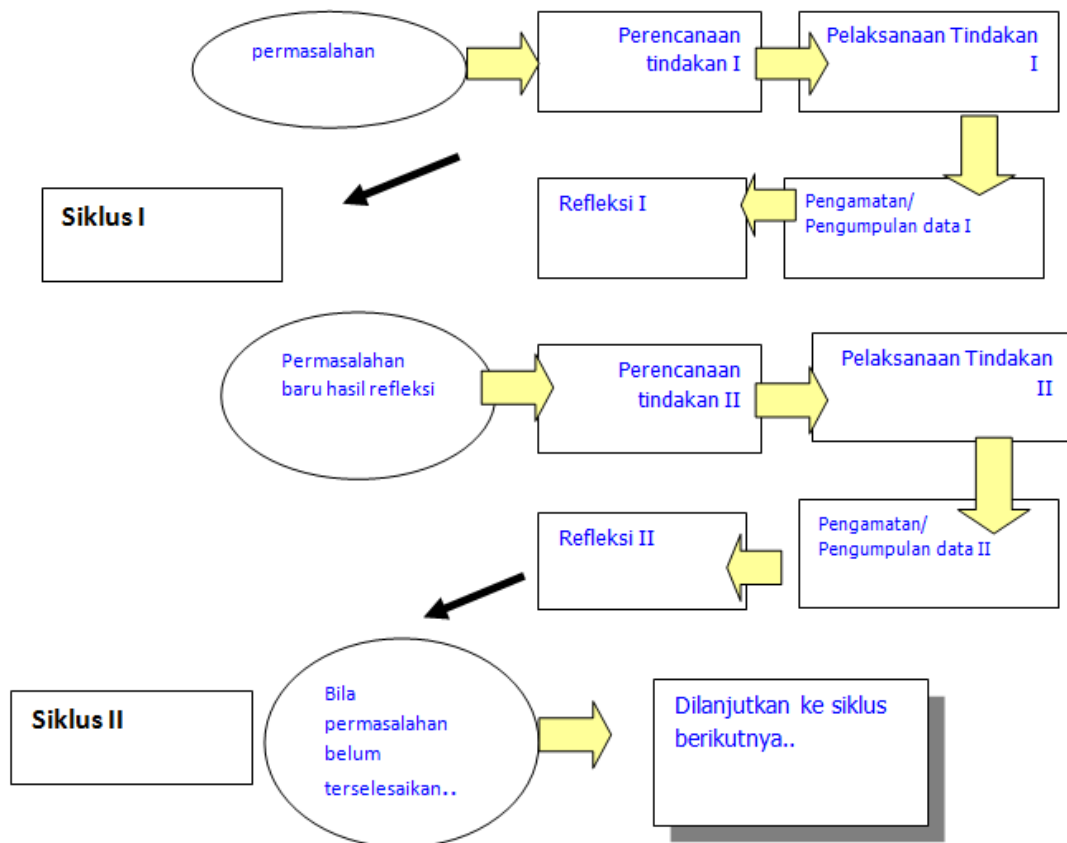 permasalahan
Perencanaan
tindakan I
Pelaksanaan Tindakan
I
Siklus I
Refleksi I
Pengamatan/
Pengumpulan data I
Permasalahan
baru hasil refleksi
Perencanaan
tindakan II
Pelaksanaan Tindakan
II
Refleksi II
Pengamatan/
Pengumpulan data II
Siklus II
Bila
permasalahan
belum
terselesaikan..
Dilanjutkan ke siklus
berikutnya..